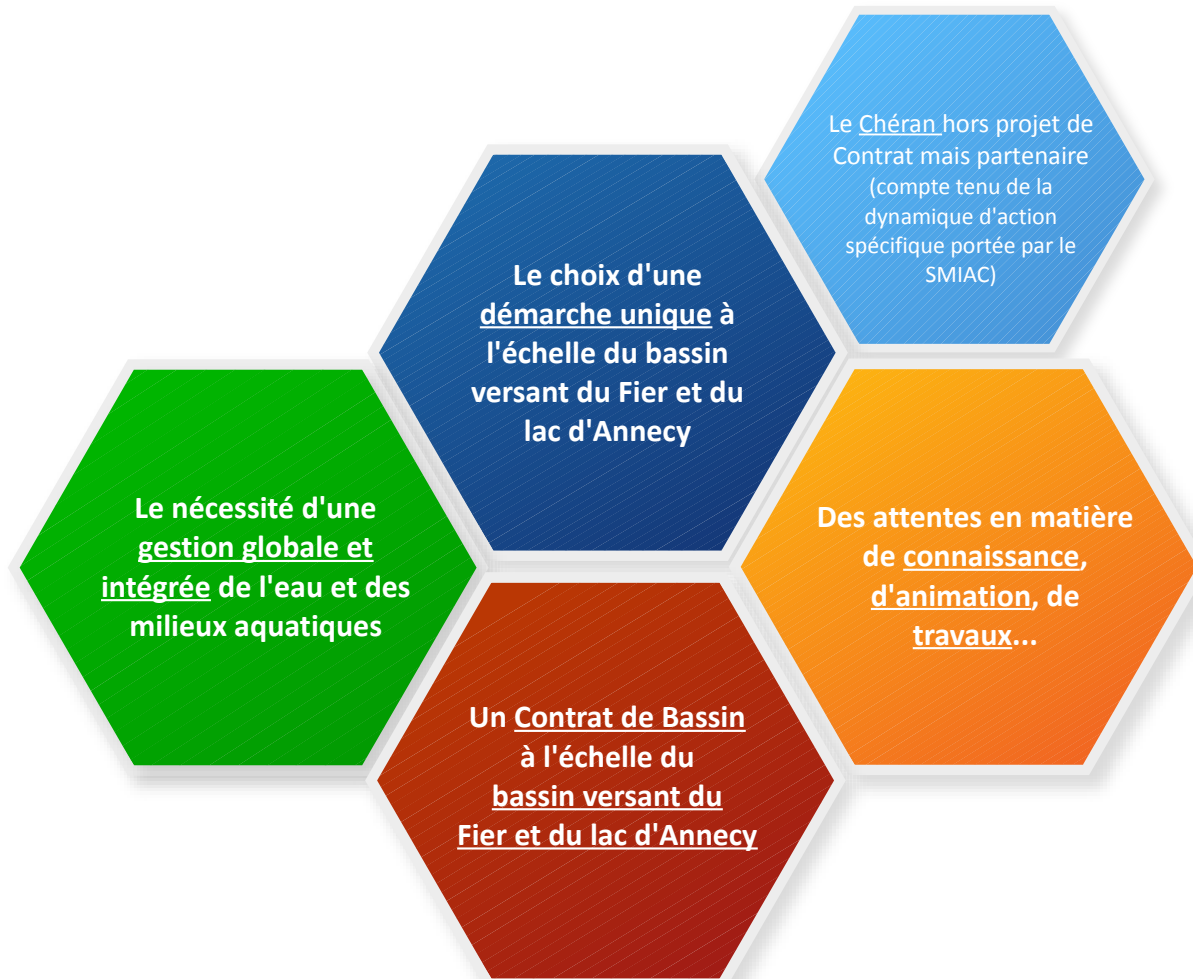 Le Chéran hors projet de
Contrat mais partenaire
(compte tenu de la
dynamique d'action
spécifique portée par le
SMIAC)
Le choix d'une
démarche unique à
l'échelle du bassin
versant du Fier et du
lac d'Annecy
Le nécessité d'une
gestion globale et
intégrée de l'eau et des
milieux aquatiques
Des attentes en matière
de connaissance,
d'animation, de
travaux...
Un Contrat de Bassin
à l'échelle du
bassin versant du
Fier et du lac d'Annecy